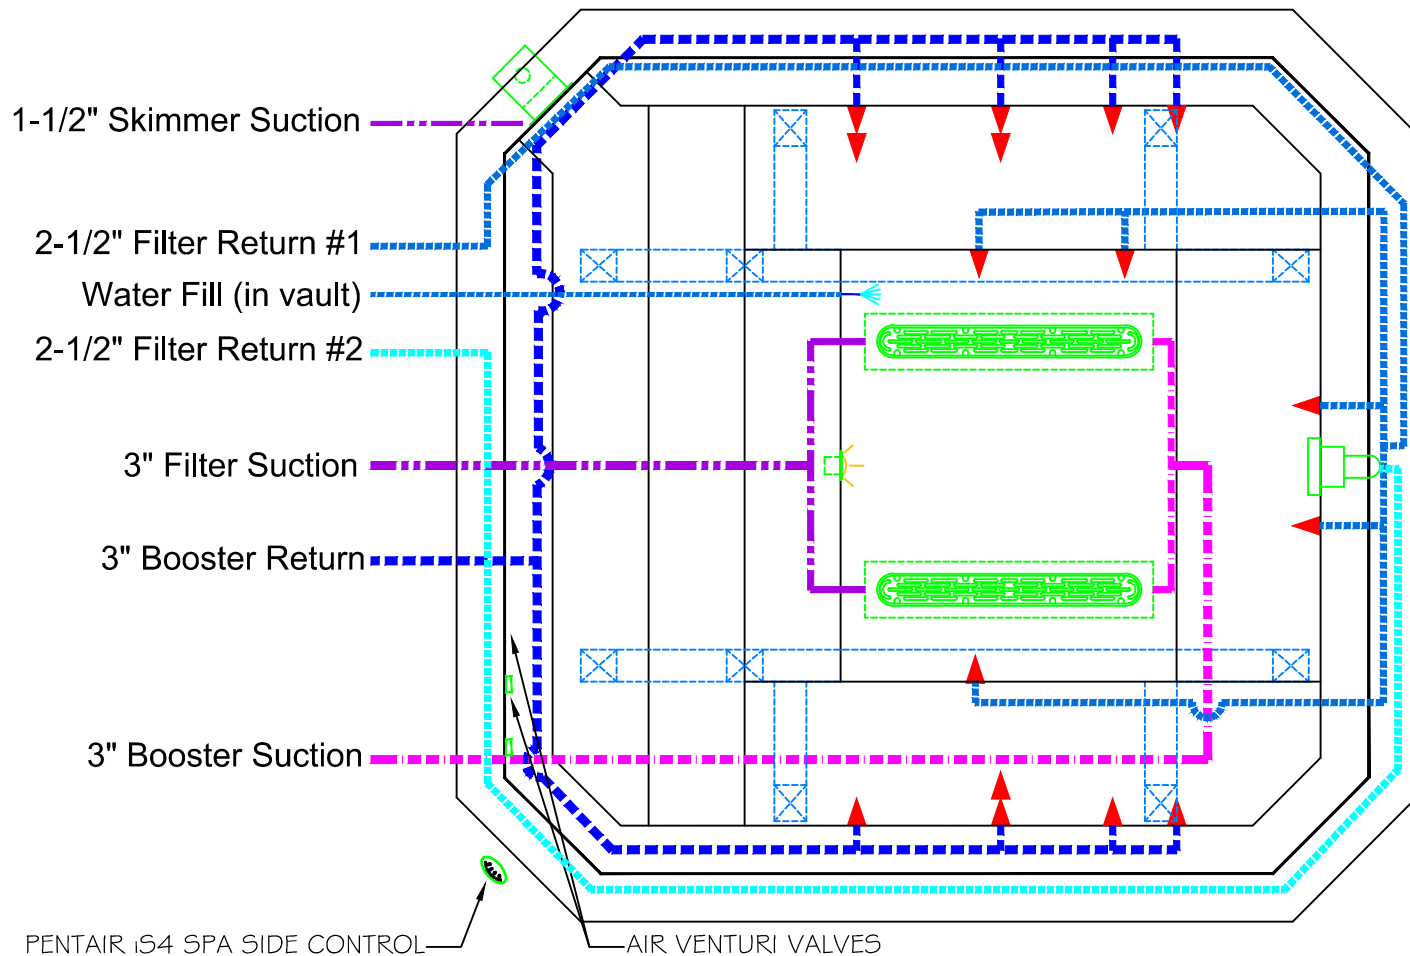 1-1/2" Skimmer Suction
2-1/2" Filter Return #1
Water Fill (in vault)
2-1/2" Filter Return #2
3" Filter Suction
3" Booster Return
3" Booster Suction
PENTAIR iS4 SPA SIDE CONTROL
AIR VENTURI VALVES